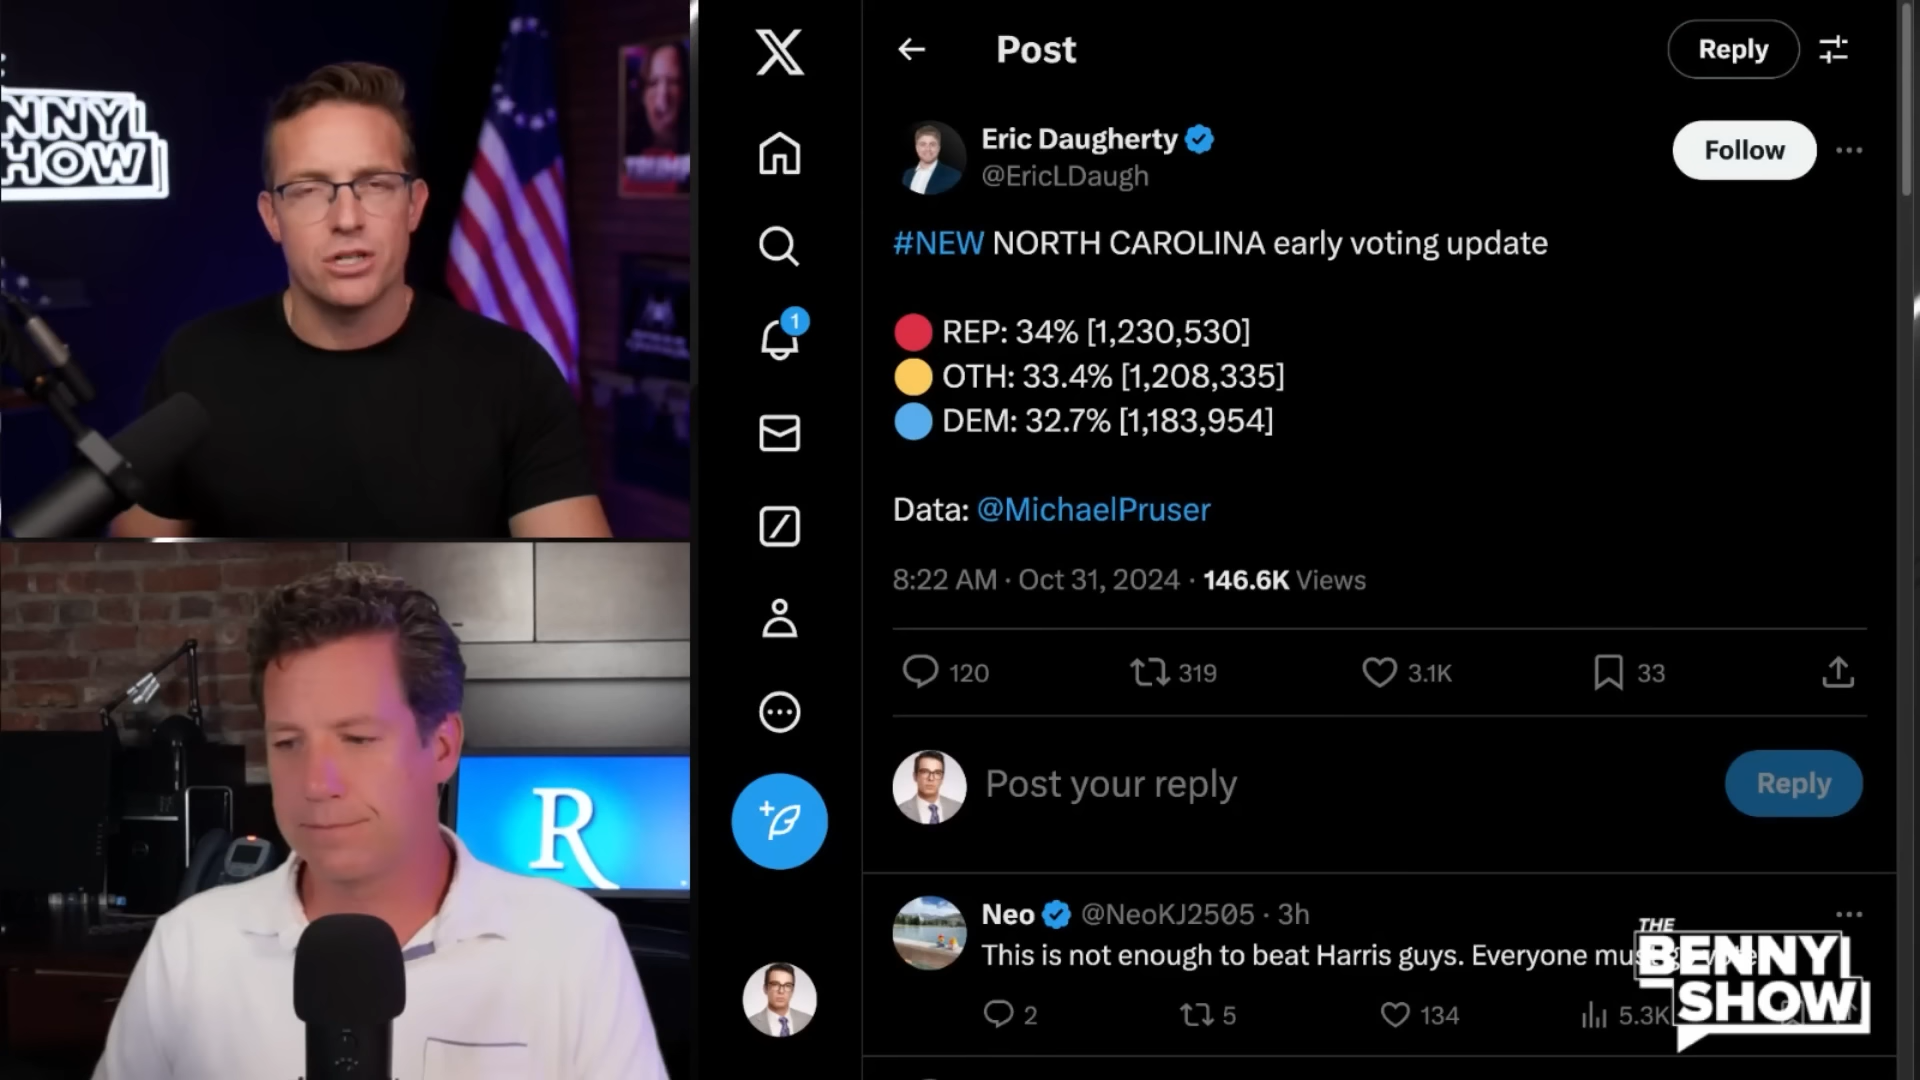 NNY
HOW
TRUMP
R
Post
Reply
Eric Daugherty
@EricLDaugh
Follow
#NEW NORTH CAROLINA early voting update
REP: 34% [1,230,530]
OTH: 33.4% [1,208,335]
DEM: 32.7% [1,183,954]
Data: @MichaelPruser
8:22 AM · Oct 31, 2024 · 146.6K Views
120
319
3.1K
33
Post your reply
Reply
1
Neo @NeoKJ2505 · 3h
This is not enough to beat Harris guys. Everyone
2
5
134
5.3K
THE
BENNY
SHOW